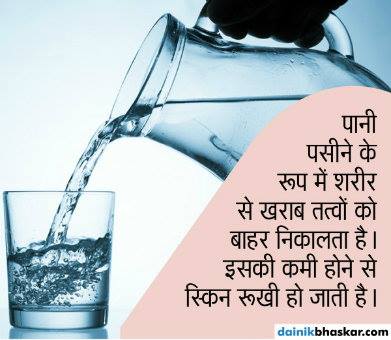 पानी
पसीने के
रूप में शरीर
से खराब तत्वों को
बाहर निकालता है।
इसकी कमी होने से
स्किन रूखी हो जाती है।
dainikbhaskar.com